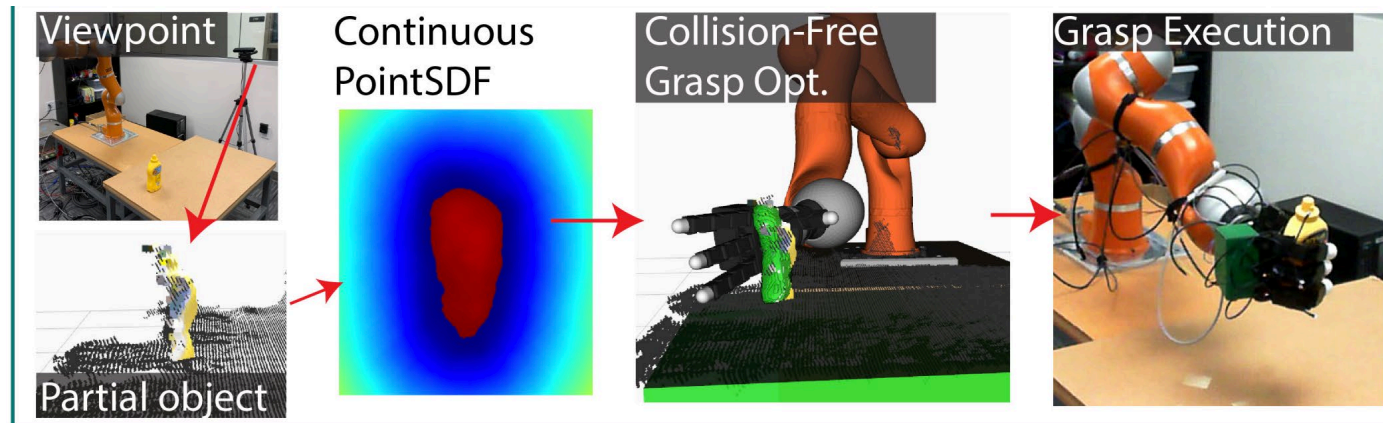 Viewpoint
Partial object
Continuous
PointSDF
Collision-Free
Grasp Opt.
Grasp Execution